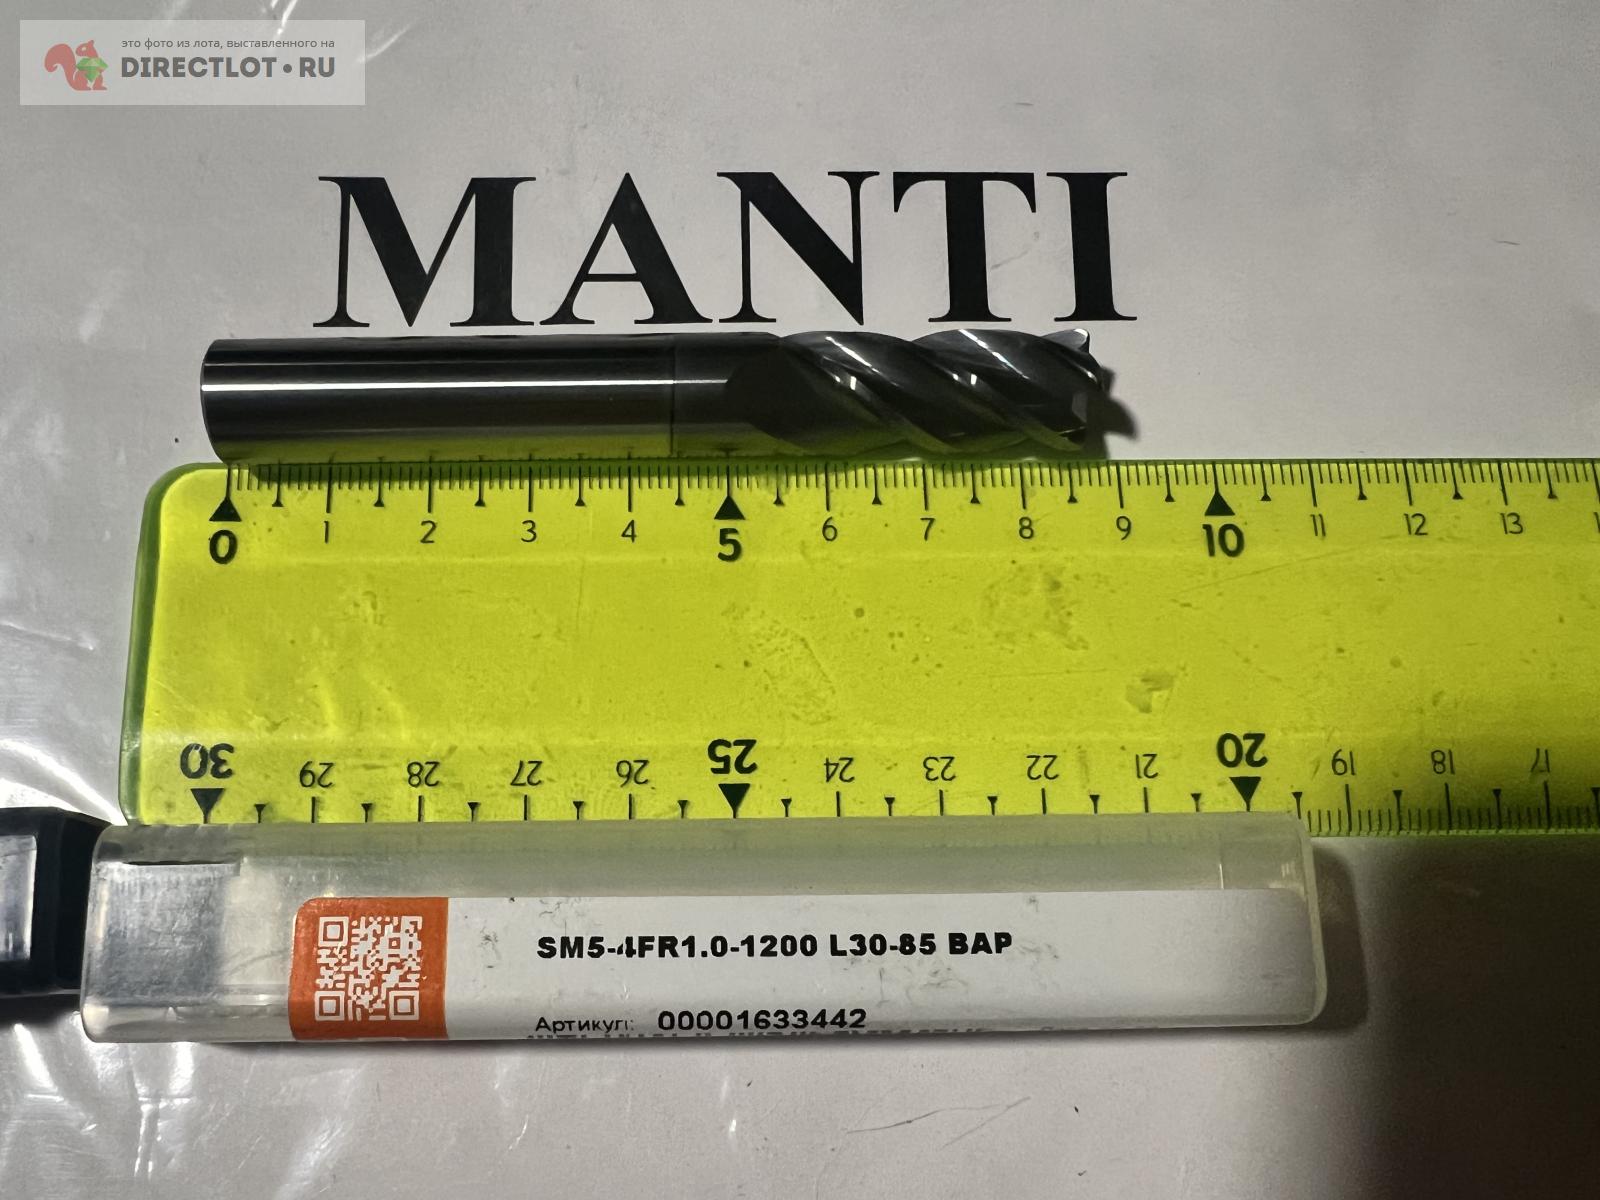 это фото из лота, выставленного на
DIRECTLOT•RU
MANTI
0 1 2 3 4 5 6 7 8 9 10 11 12 13
30 29 28 27 26 25 24 23 22 21 20 19 18 17
SM5-4FR1.0-1200 L30-85 BAP
Артикул: 00001633442